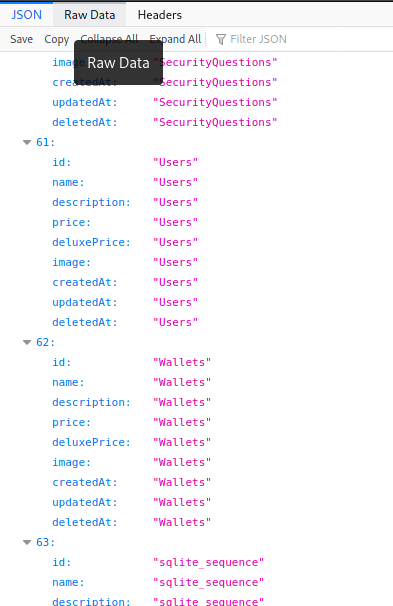 JSON Raw Data Headers
Save Copy Collapse All Expand All Filter JSON
Raw Data
image: "SecurityQuestions"
createdAt: "SecurityQuestions"
updatedAt: "SecurityQuestions"
deletedAt: "SecurityQuestions"
61:
id: "Users"
name: "Users"
description: "Users"
price: "Users"
deluxePrice: "Users"
image: "Users"
createdAt: "Users"
updatedAt: "Users"
deletedAt: "Users"
62:
id: "Wallets"
name: "Wallets"
description: "Wallets"
price: "Wallets"
deluxePrice: "Wallets"
image: "Wallets"
createdAt: "Wallets"
updatedAt: "Wallets"
deletedAt: "Wallets"
63:
id: "sqlite_sequence"
name: "sqlite_sequence"
description: "sqlite_sequence"